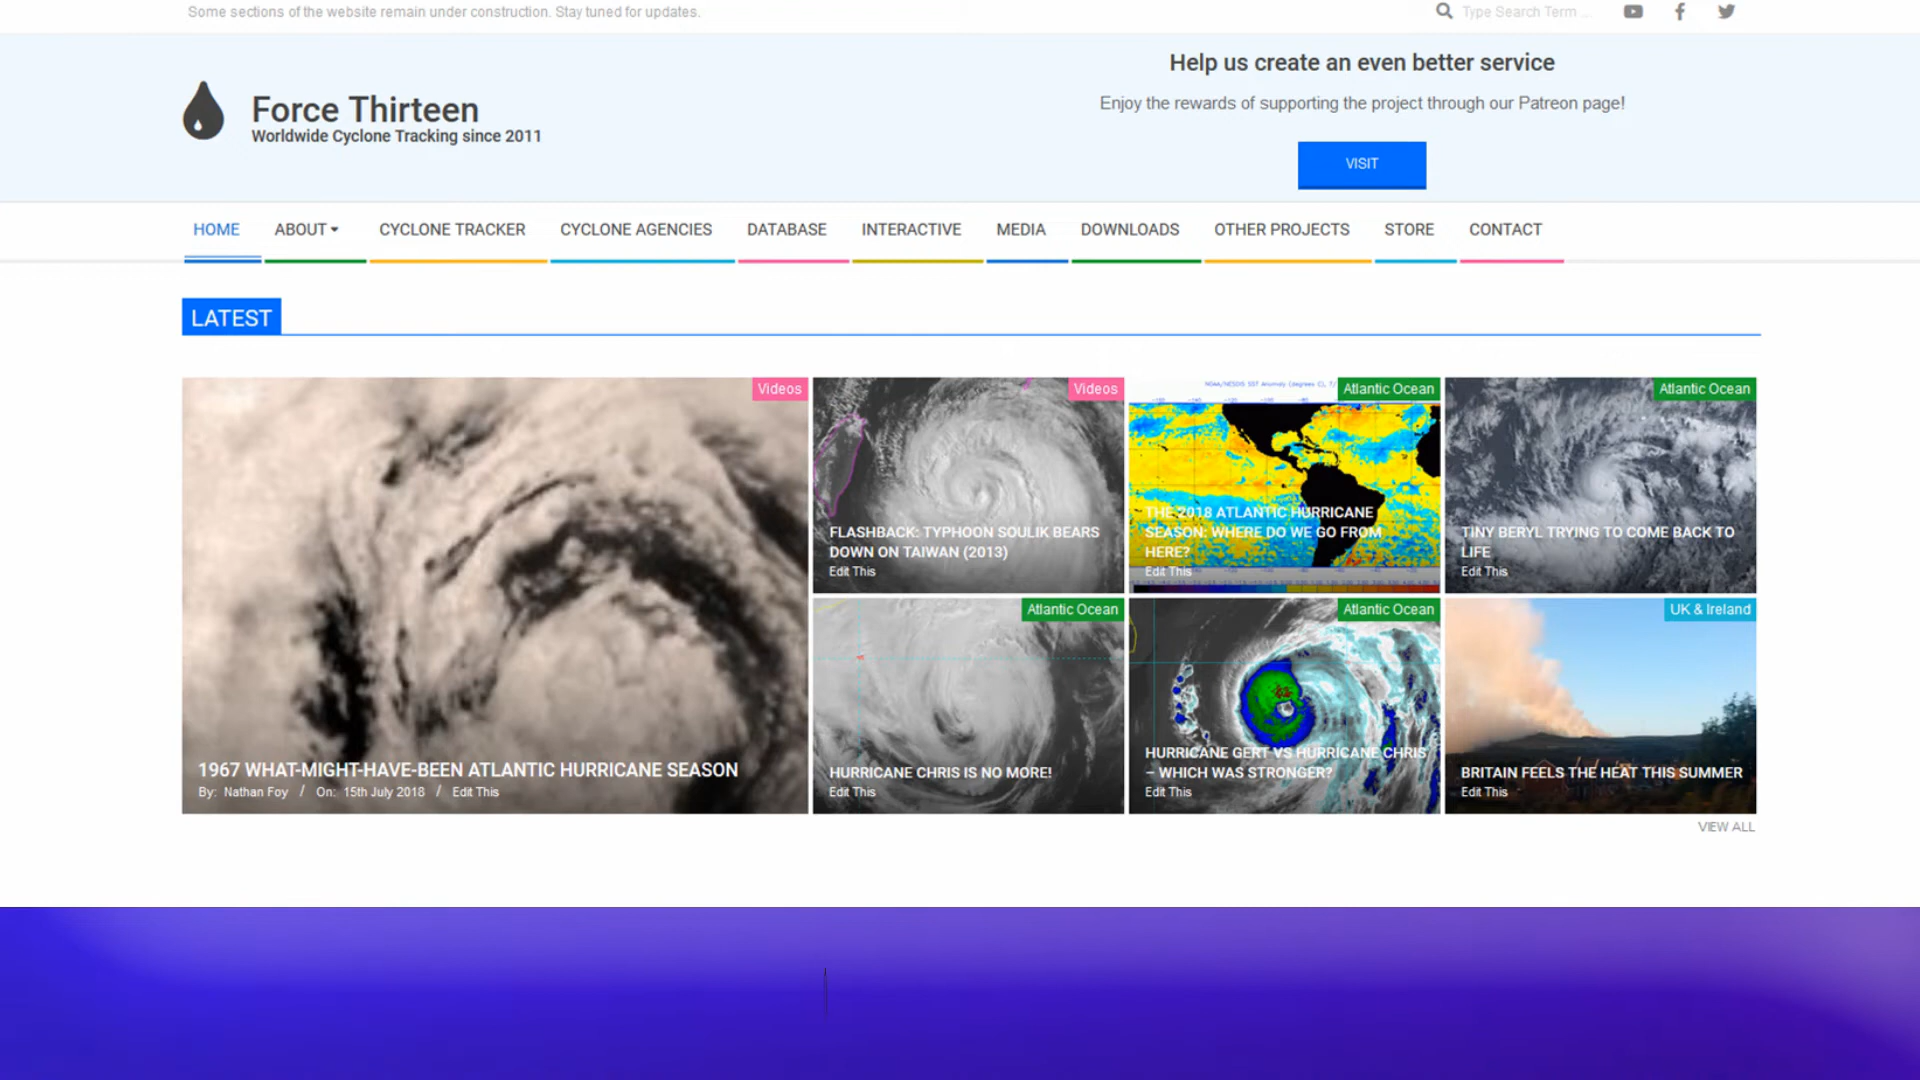 Some sections of the website remain under construction. Stay tuned for updates.
Type Search Term ...
Force Thirteen
Worldwide Cyclone Tracking since 2011
Help us create an even better service
Enjoy the rewards of supporting the project through our Patreon page!
VISIT
HOME
ABOUT
CYCLONE TRACKER
CYCLONE AGENCIES
DATABASE
INTERACTIVE
MEDIA
DOWNLOADS
OTHER PROJECTS
STORE
CONTACT
LATEST
Videos
1967 WHAT-MIGHT-HAVE-BEEN ATLANTIC HURRICANE SEASON
By: Nathan Foy / On: 15th July 2018 / Edit This
Videos
FLASHBACK: TYPHOON SOULIK BEARS
DOWN ON TAIWAN (2013)
Edit This
NOAA/NESDIS SST Anomaly (degrees C),
Atlantic Ocean
THE 2018 ATLANTIC HURRICANE
SEASON: WHERE DO WE GO FROM
HERE?
Edit This
Atlantic Ocean
TINY BERYL TRYING TO COME BACK TO
LIFE
Edit This
Atlantic Ocean
HURRICANE CHRIS IS NO MORE!
Edit This
Atlantic Ocean
HURRICANE GERT VS HURRICANE CHRIS
– WHICH WAS STRONGER?
Edit This
UK & Ireland
BRITAIN FEELS THE HEAT THIS SUMMER
Edit This
VIEW ALL